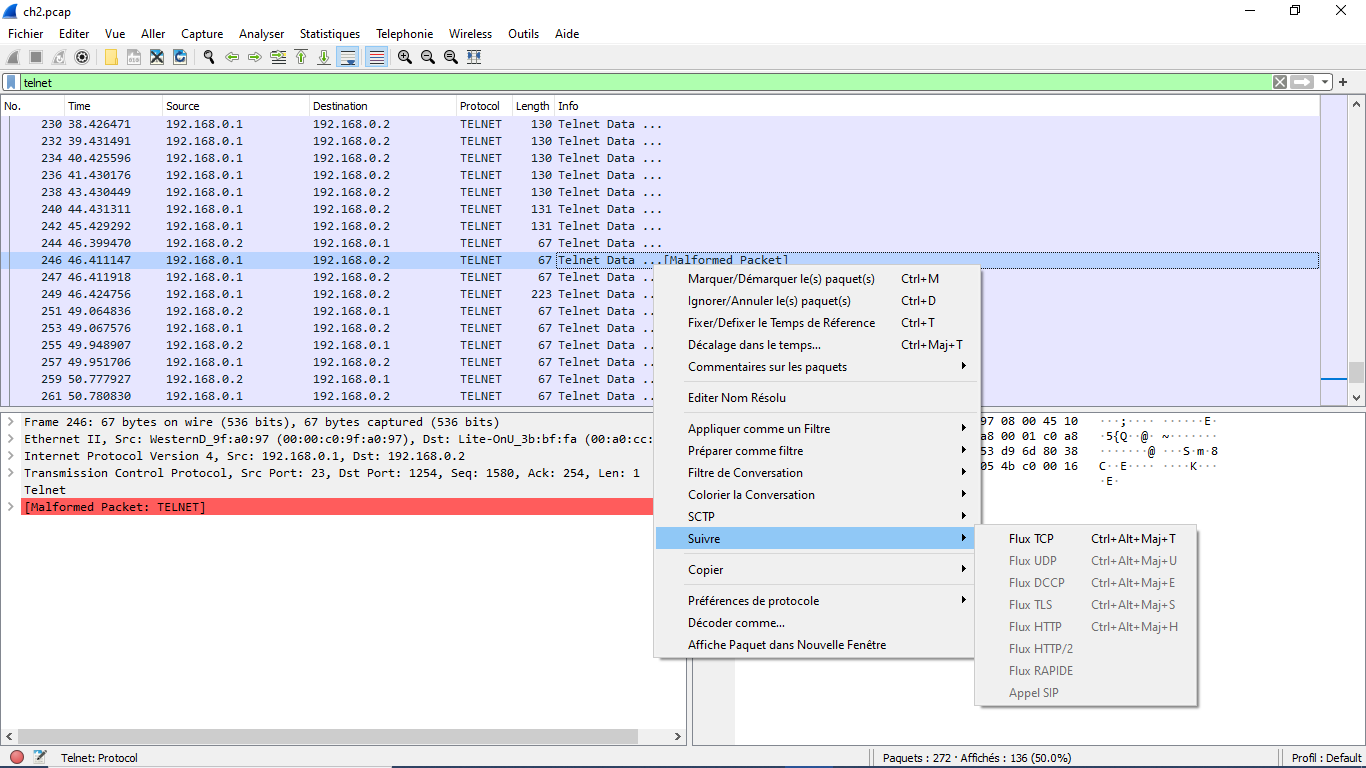 ch2.pcap
Fichier Editer Vue Aller Capture Analyser Statistiques Telephonie Wireless Outils Aide
telnet
No. Time Source Destination Protocol Length Info
230 38.426471 192.168.0.1 192.168.0.2 TELNET 130 Telnet Data ...
232 39.431491 192.168.0.1 192.168.0.2 TELNET 130 Telnet Data ...
234 40.425596 192.168.0.1 192.168.0.2 TELNET 130 Telnet Data ...
236 41.430176 192.168.0.1 192.168.0.2 TELNET 130 Telnet Data ...
238 43.430449 192.168.0.1 192.168.0.2 TELNET 130 Telnet Data ...
240 44.431311 192.168.0.1 192.168.0.2 TELNET 131 Telnet Data ...
242 45.429292 192.168.0.1 192.168.0.2 TELNET 131 Telnet Data ...
244 46.399470 192.168.0.2 192.168.0.1 TELNET 67 Telnet Data ...
246 46.411147 192.168.0.1 192.168.0.2 TELNET 67 Telnet Data ...[Malformed Packet]
247 46.411918 192.168.0.1 192.168.0.2 TELNET 67 Telnet Data ..
249 46.424756 192.168.0.1 192.168.0.2 TELNET 223 Telnet Data ..
251 49.064836 192.168.0.2 192.168.0.1 TELNET 67 Telnet Data ..
253 49.067576 192.168.0.1 192.168.0.2 TELNET 67 Telnet Data ..
255 49.948907 192.168.0.2 192.168.0.1 TELNET 67 Telnet Data ..
257 49.951706 192.168.0.1 192.168.0.2 TELNET 67 Telnet Data ..
259 50.777927 192.168.0.2 192.168.0.1 TELNET 67 Telnet Data ..
261 50.780830 192.168.0.1 192.168.0.2 TELNET 67 Telnet Data ..
Marquer/Démarquer le(s) paquet(s) Ctrl+M
Ignorer/Annuler le(s) paquet(s) Ctrl+D
Fixer/Defixer le Temps de Réference Ctrl+T
Décalage dans le temps... Ctrl+Maj+T
Commentaires sur les paquets
Editer Nom Résolu
Appliquer comme un Filtre
Préparer comme filtre
Filtre de Conversation
Colorier la Conversation
SCTP
Suivre
Copier
Préférences de protocole
Décoder comme...
Affiche Paquet dans Nouvelle Fenêtre
Flux TCP Ctrl+Alt+Maj+T
Flux UDP Ctrl+Alt+Maj+U
Flux DCCP Ctrl+Alt+Maj+E
Flux TLS Ctrl+Alt+Maj+S
Flux HTTP Ctrl+Alt+Maj+H
Flux HTTP/2
Flux RAPIDE
Appel SIP
Frame 246: 67 bytes on wire (536 bits), 67 bytes captured (536 bits)
Ethernet II, Src: WesternD_9f:a0:97 (00:00:c0:9f:a0:97), Dst: Lite-OnU_3b:bf:fa (00:a0:cc:
Internet Protocol Version 4, Src: 192.168.0.1, Dst: 192.168.0.2
Transmission Control Protocol, Src Port: 23, Dst Port: 1254, Seq: 1580, Ack: 254, Len: 1
Telnet
[Malformed Packet: TELNET]
97 08 00 45 10 ···;···· ······E·
a8 00 01 c0 a8 ·5{Q··@· ~·······
53 d9 6d 80 38 ·······@ ···S·m·8
05 4b c0 00 16 C··E···· ···K···
·E·
Telnet: Protocol
Paquets : 272 · Affichés : 136 (50.0%)
Profil : Default